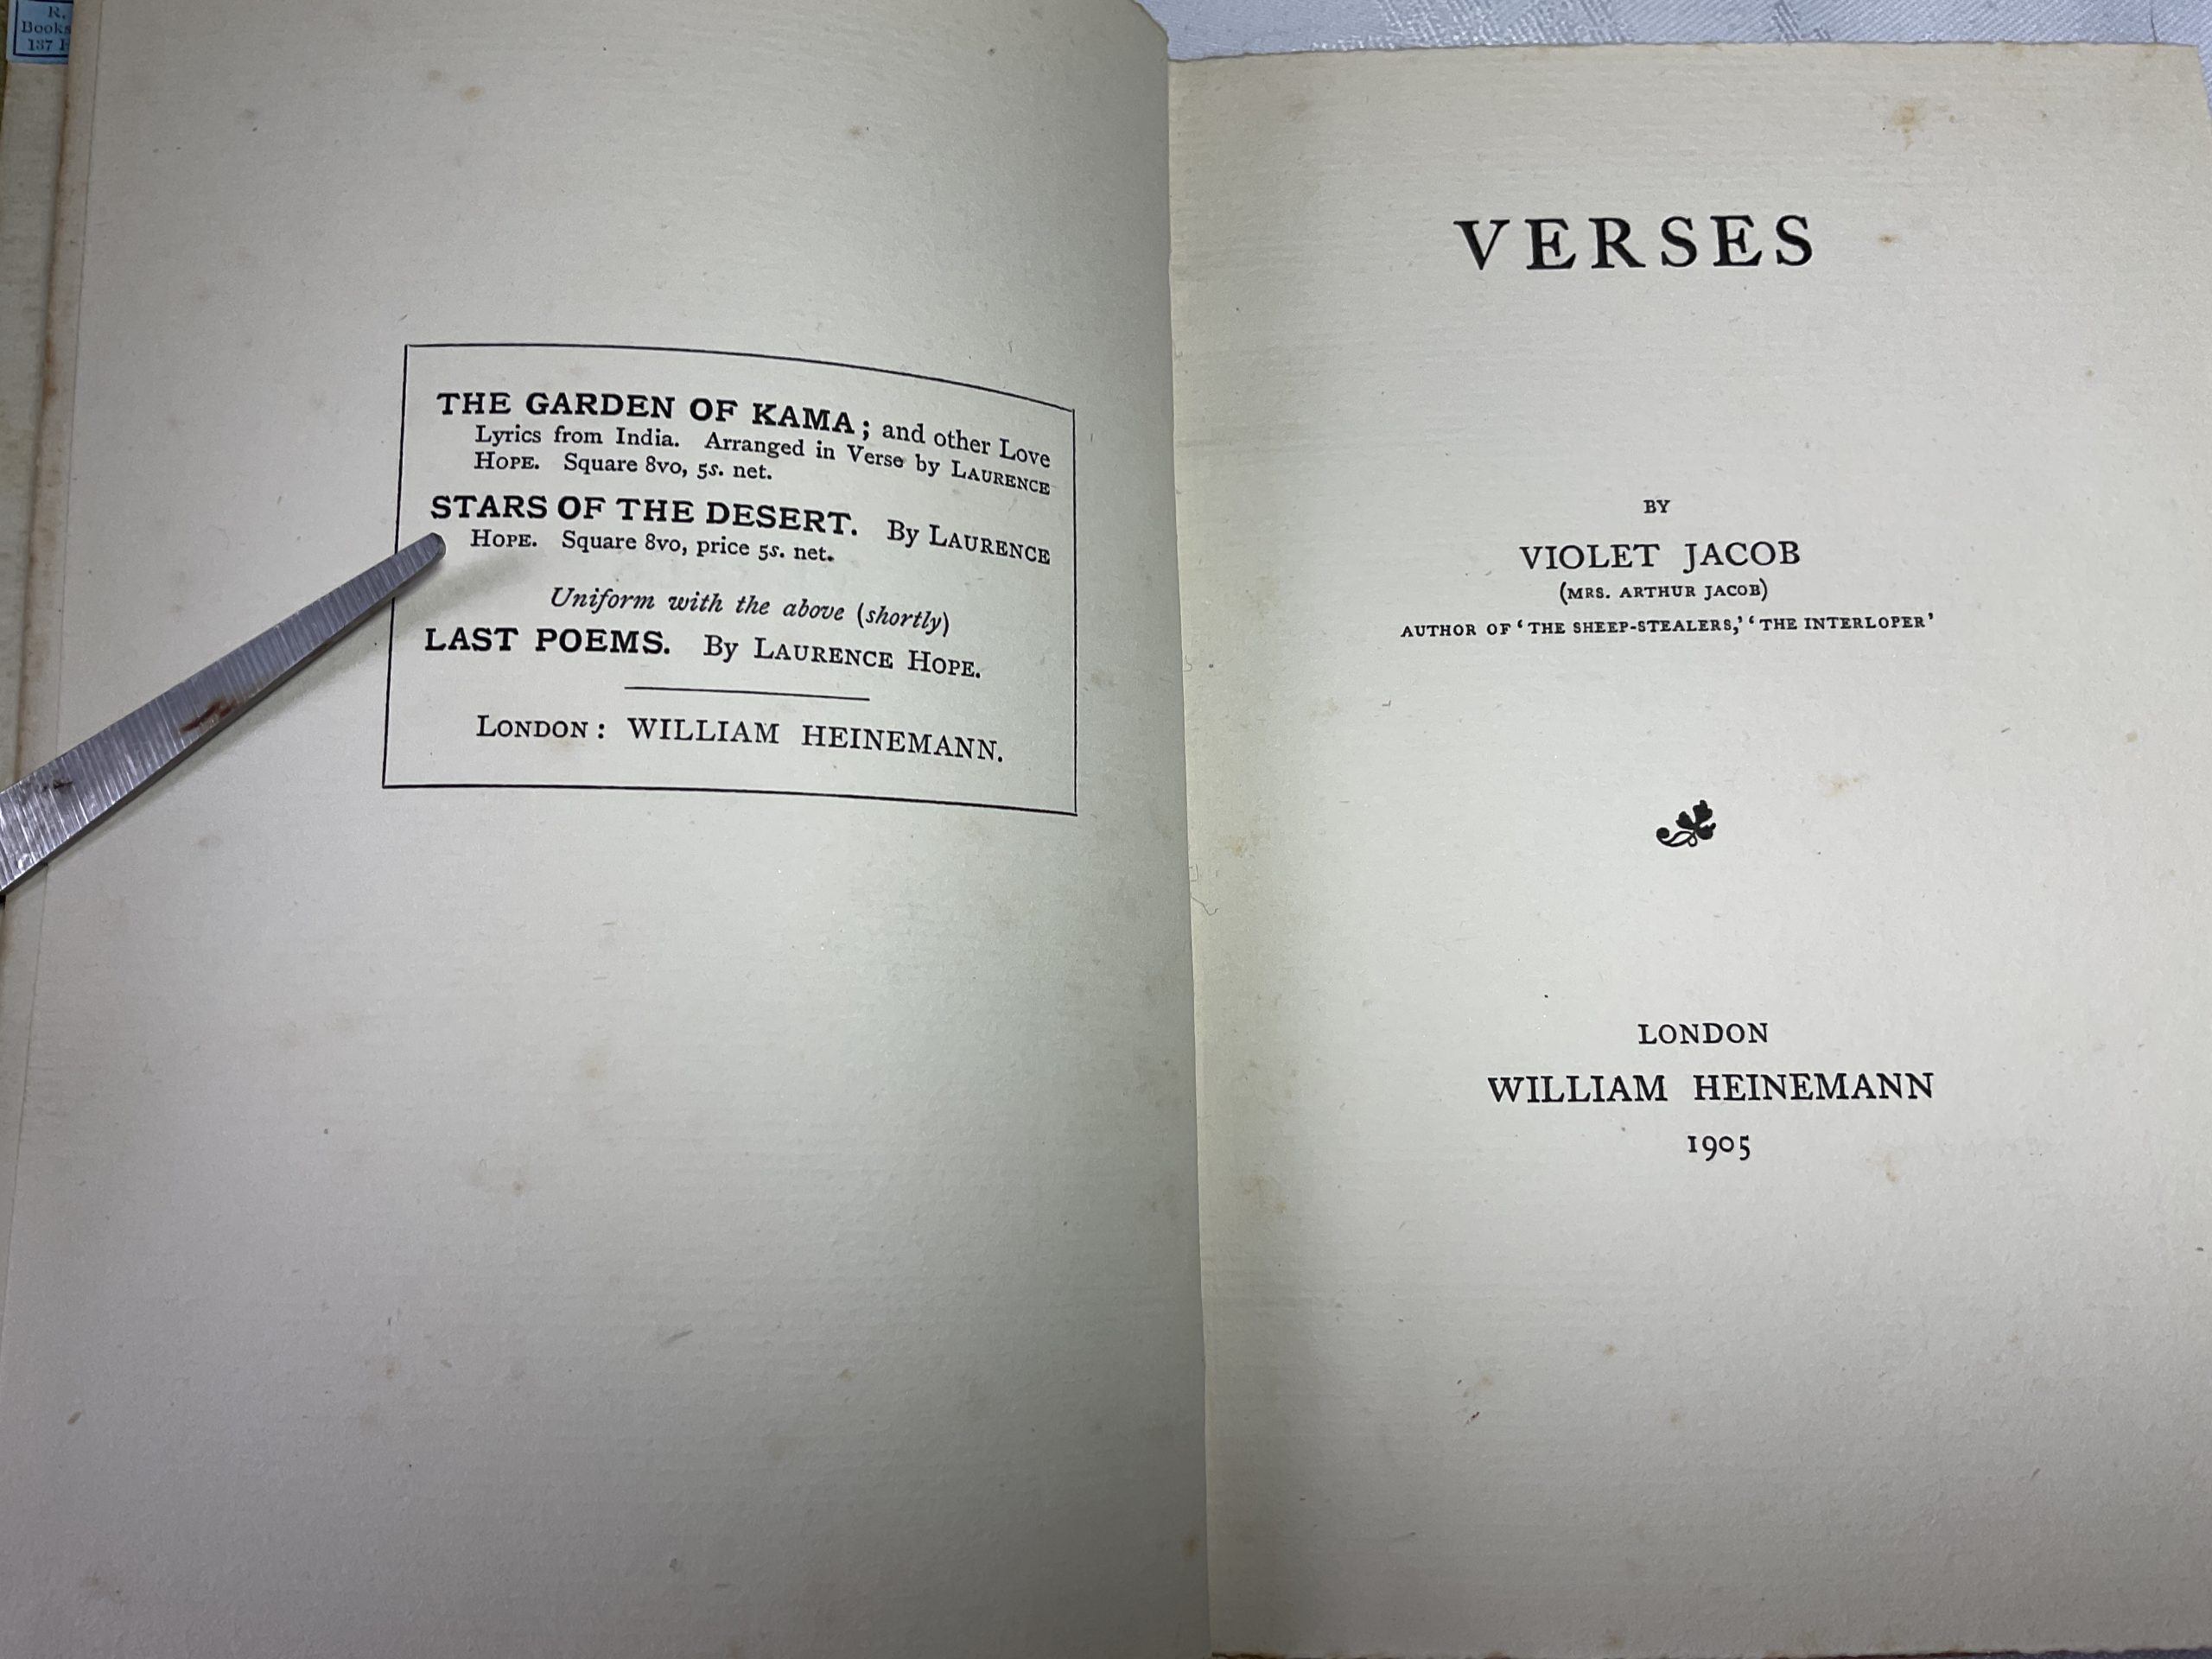 R.
Books
137
THE GARDEN OF KAMA; and other Love
Lyrics from India. Arranged in Verse by LAURENCE
HOPE. Square 8vo, 5s. net.
STARS OF THE DESERT. By LAURENCE
HOPE. Square 8vo, price 5s. net.
Uniform with the above (shortly)
LAST POEMS. By LAURENCE HOPE.
LONDON: WILLIAM HEINEMANN.
VERSES
BY
VIOLET JACOB
(MRS. ARTHUR JACOB)
AUTHOR OF ‘THE SHEEP-STEALERS,’ ‘THE INTERLOPER’
LONDON
WILLIAM HEINEMANN
1905